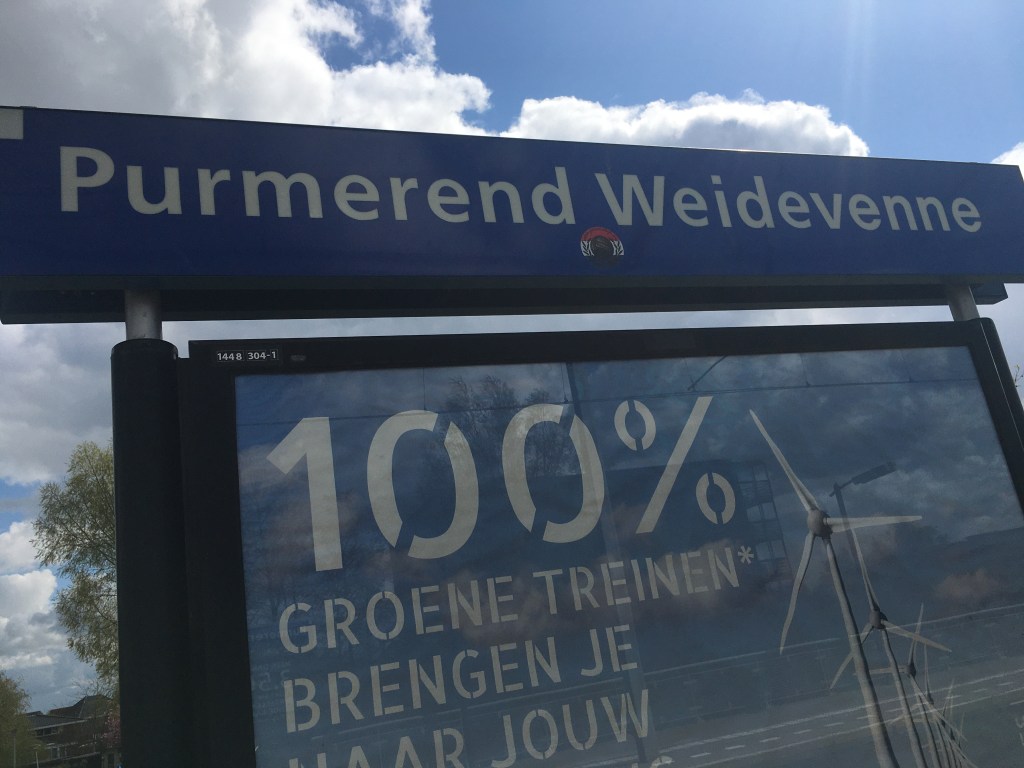 Purmerend Weidevenne
1448 304-1
100%
GROENE TREINEN*
BRENGEN JE
NAAR JOUW